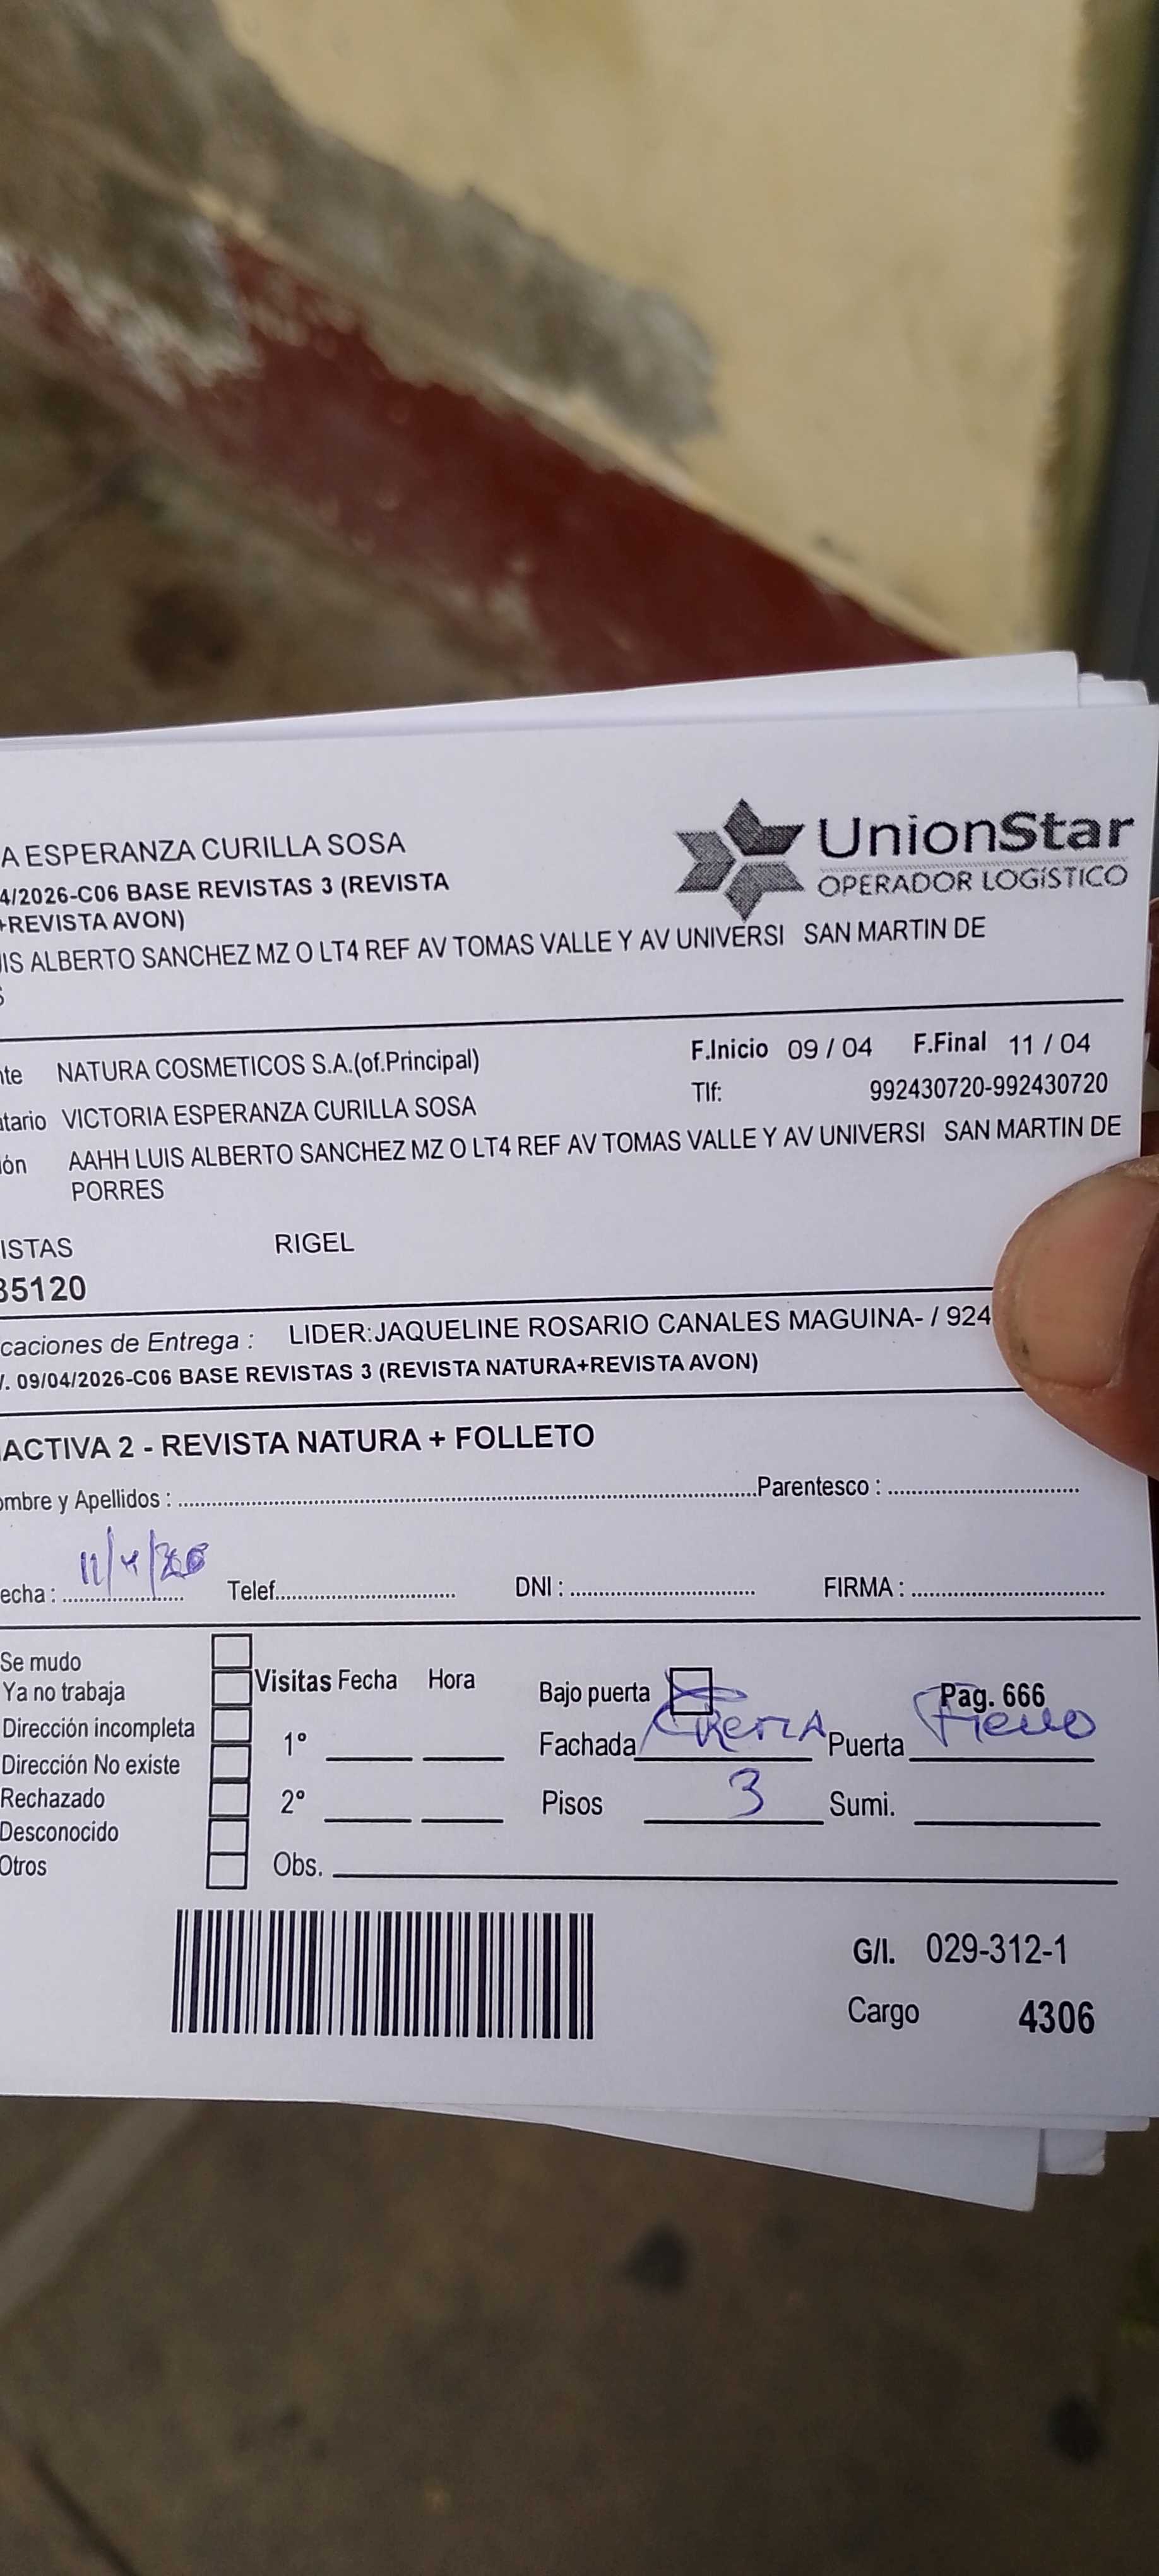 A ESPERANZA CURILLA SOSA
4/2026-C06 BASE REVISTAS 3 (REVISTA
+REVISTA AVON)
UnionStar
OPERADOR LOGÍSTICO
IS ALBERTO SANCHEZ MZ O LT4 REF AV TOMAS VALLE Y AV UNIVERSI SAN MARTIN DE
S
nte NATURA COSMETICOS S.A.(of.Principal)
F.Inicio 09 / 04 F.Final 11 / 04
atario VICTORIA ESPERANZA CURILLA SOSA
Tlf: 992430720-992430720
ión AAHH LUIS ALBERTO SANCHEZ MZ O LT4 REF AV TOMAS VALLE Y AV UNIVERSI SAN MARTIN DE
PORRES
ISTAS RIGEL
35120
caciones de Entrega : LIDER:JAQUELINE ROSARIO CANALES MAGUINA- / 924
/. 09/04/2026-C06 BASE REVISTAS 3 (REVISTA NATURA+REVISTA AVON)
ACTIVA 2 - REVISTA NATURA + FOLLETO
ombre y Apellidos : Parentesco :
echa : 11/4/26 Telef. DNI : FIRMA :
Se mudo
Ya no trabaja
Dirección incompleta
Dirección No existe
Rechazado
Desconocido
Otros
Visitas Fecha Hora
1°
2°
Obs.
Bajo puerta Pag. 666
Fachada CREMA Puerta Fierro
Pisos 3 Sumi.
G/I. 029-312-1
Cargo 4306